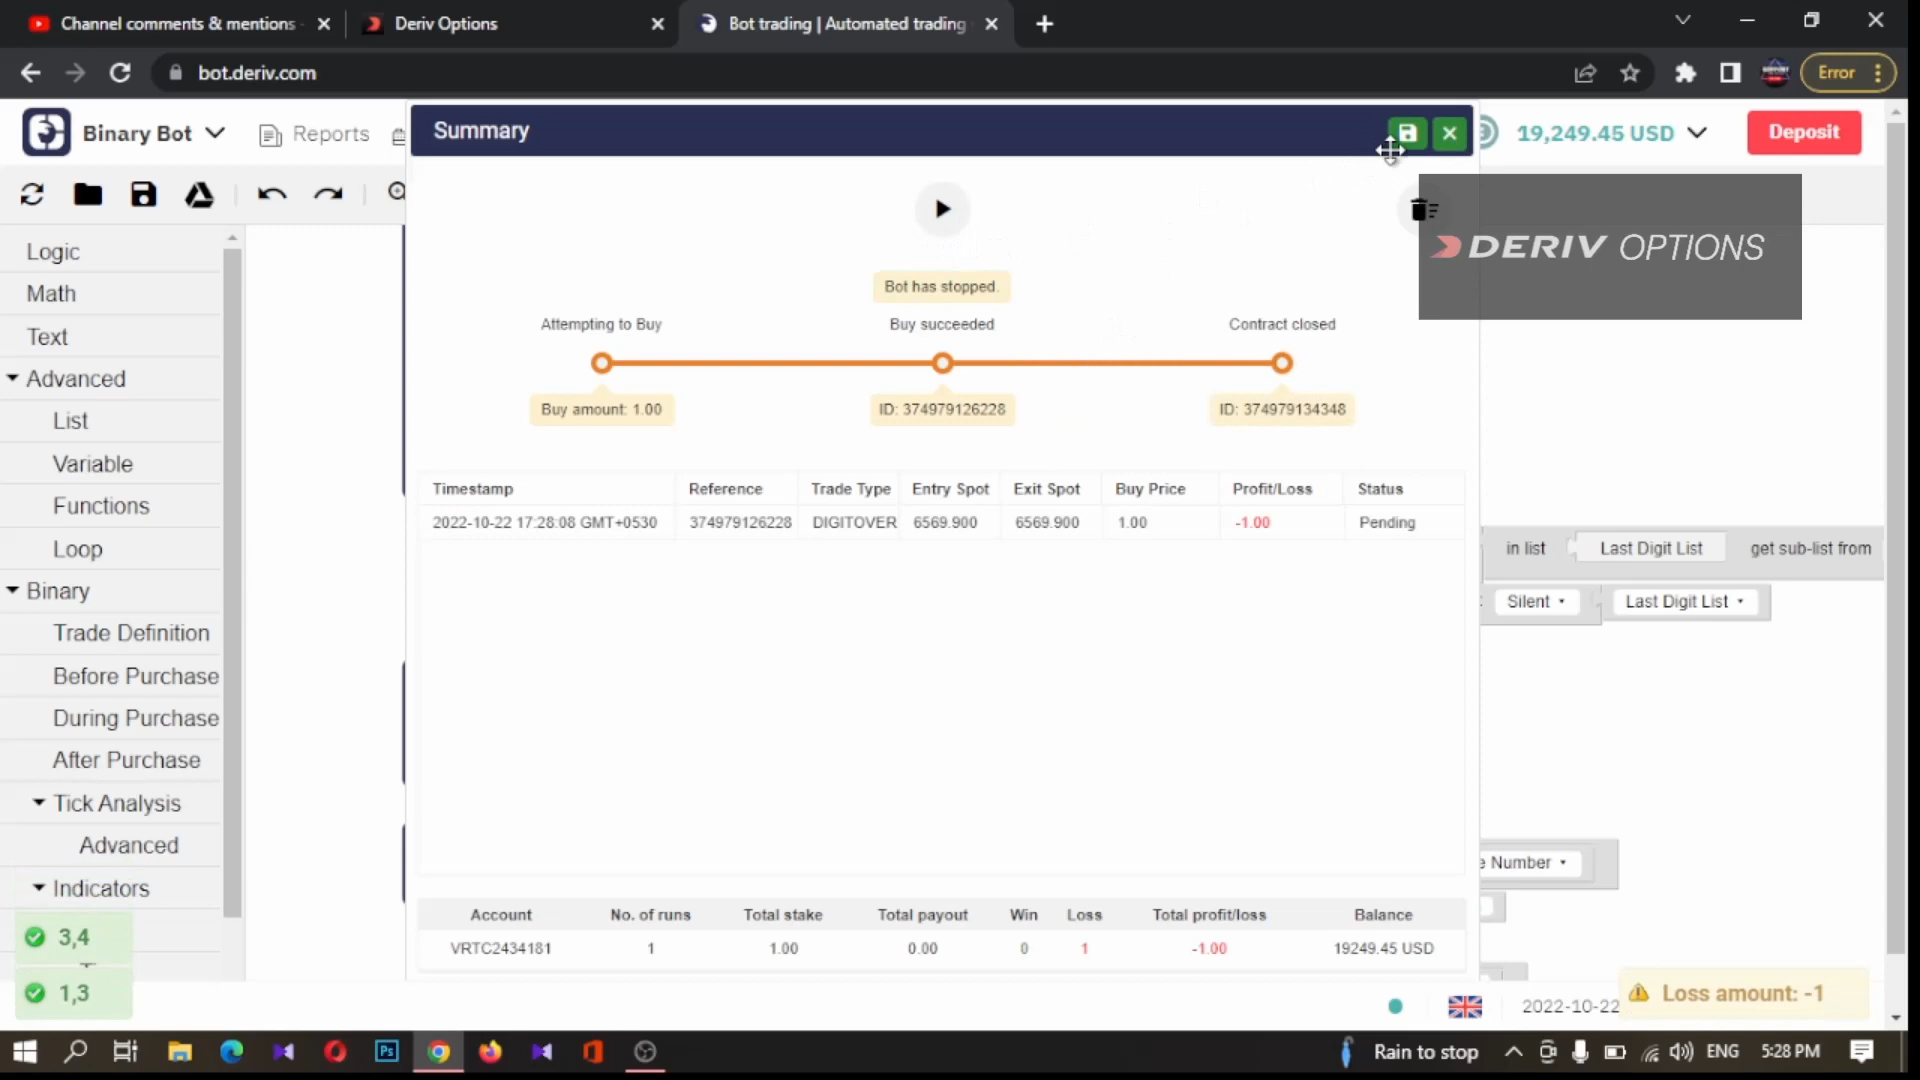 Channel comments & mentions
Deriv Options
Bot trading | Automated trading
bot.deriv.com
Error
Binary Bot
Reports
Summary
19,249.45 USD
Deposit
DERIV OPTIONS
Logic
Math
Text
Advanced
List
Variable
Functions
Loop
Binary
Trade Definition
Before Purchase
During Purchase
After Purchase
Tick Analysis
Advanced
Indicators
3,4
1,3
Bot has stopped.
Attempting to Buy
Buy succeeded
Contract closed
Buy amount: 1.00
ID: 374979126228
ID: 374979134348
Timestamp Reference Trade Type Entry Spot Exit Spot Buy Price Profit/Loss Status
2022-10-22 17:28:08 GMT+0530 374979126228 DIGITOVER 6569.900 6569.900 1.00 -1.00 Pending
in list Last Digit List get sub-list from
Silent Last Digit List
Number
Account No. of runs Total stake Total payout Win Loss Total profit/loss Balance
VRTC2434181 1 1.00 0.00 0 1 -1.00 19249.45 USD
2022-10-22
Loss amount: -1
Ps
Rain to stop
ENG
5:28 PM